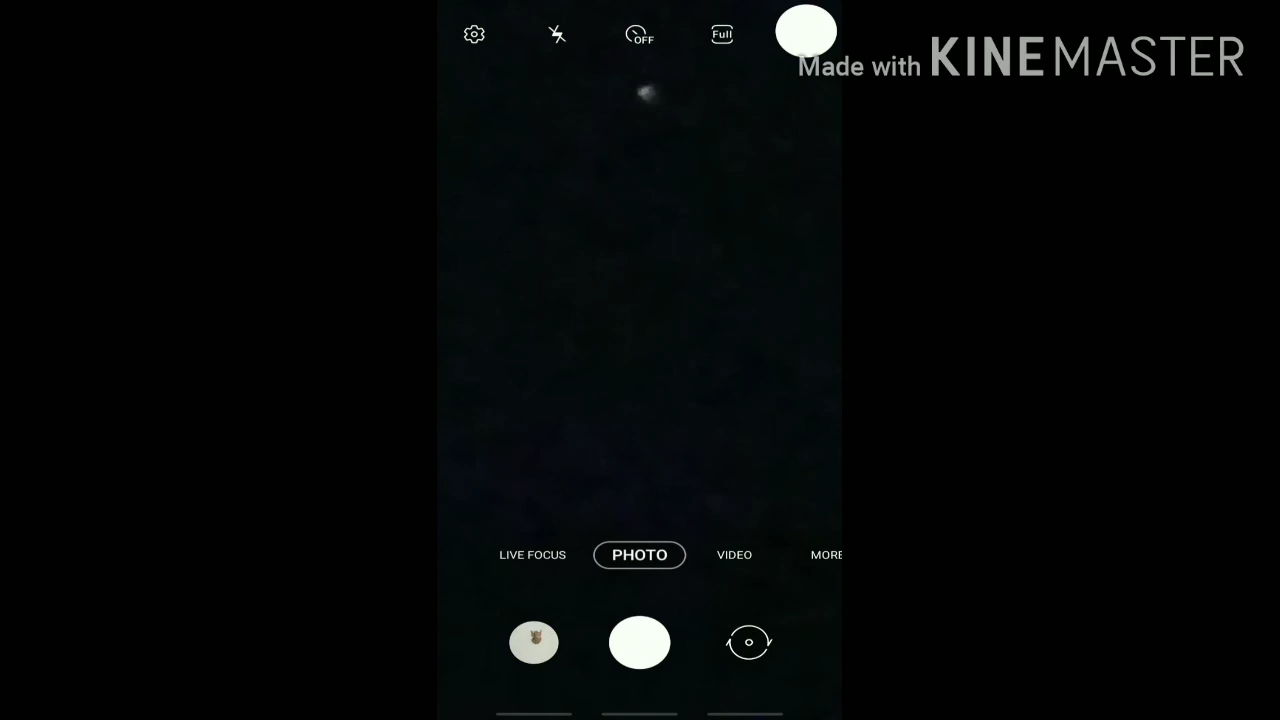 OFF
Full
Made with KINEMASTER
LIVE FOCUS
PHOTO
VIDEO
MORE